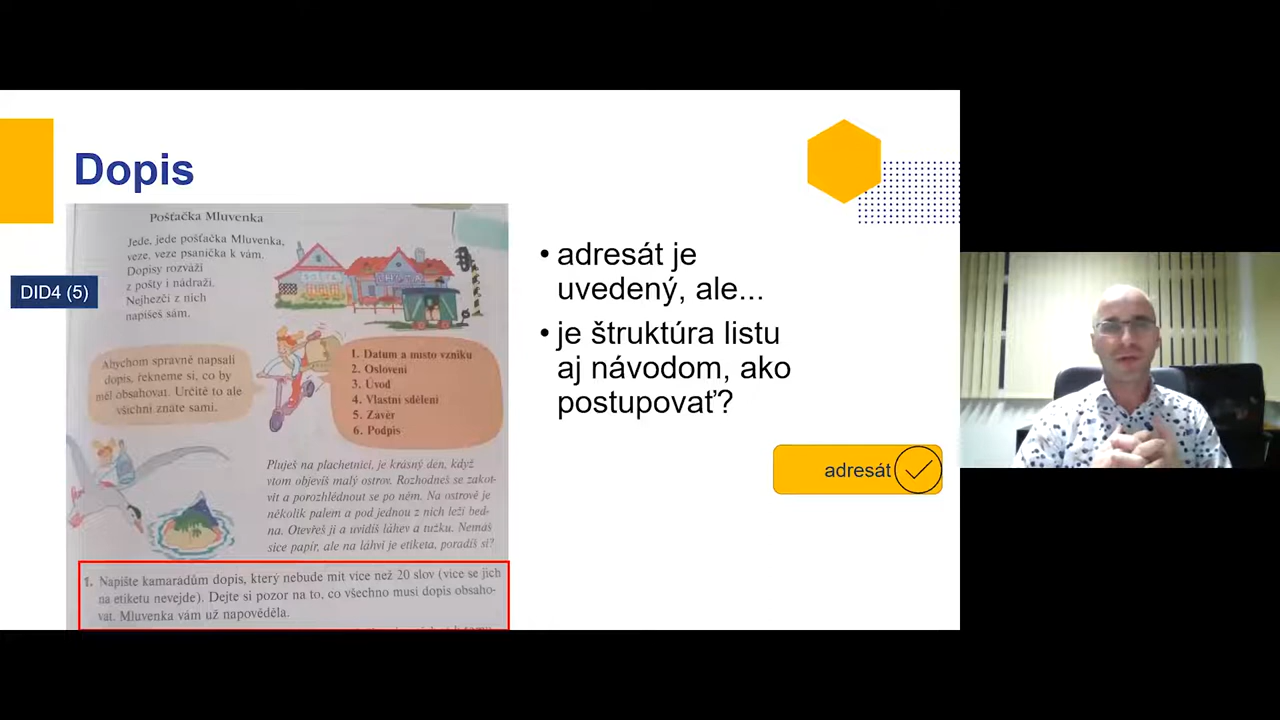 Dopis
DID4 (5)
Pošťačka Mluvenka
Jede, jede pošťačka Mluvenka,
veze, veze psaníčka k vám.
Dopisy rozváží
z pošty i nádraží.
Nejhezčí z nich
napíšeš sám.
Abychom správně napsali
dopis, řekneme si, co by
měl obsahovat. Určitě to ale
všichni znáte sami.
1. Datum a místo vzniku
2. Oslovení
3. Úvod
4. Vlastní sdělení
5. Závěr
6. Podpis
Pluješ na plachetnici, je krásný den, když
vtom objevíš malý ostrov. Rozhodneš se zakot-
vit a porozhlédnout se po něm. Na ostrově je
několik palem a pod jednou z nich leží bed-
na. Otevřeš ji a uvidíš láhev a tužku. Nemáš
sice papír, ale na láhvi je etiketa, poradíš si?
1. Napište kamarádům dopis, který nebude mít více než 20 slov (více se jich
na etiketu nevejde). Dejte si pozor na to, co všechno musí dopis obsaho-
vat. Mluvenka vám už napověděla.
• adresát je
uvedený, ale...
• je štruktúra listu
aj návodom, ako
postupovať?
adresát